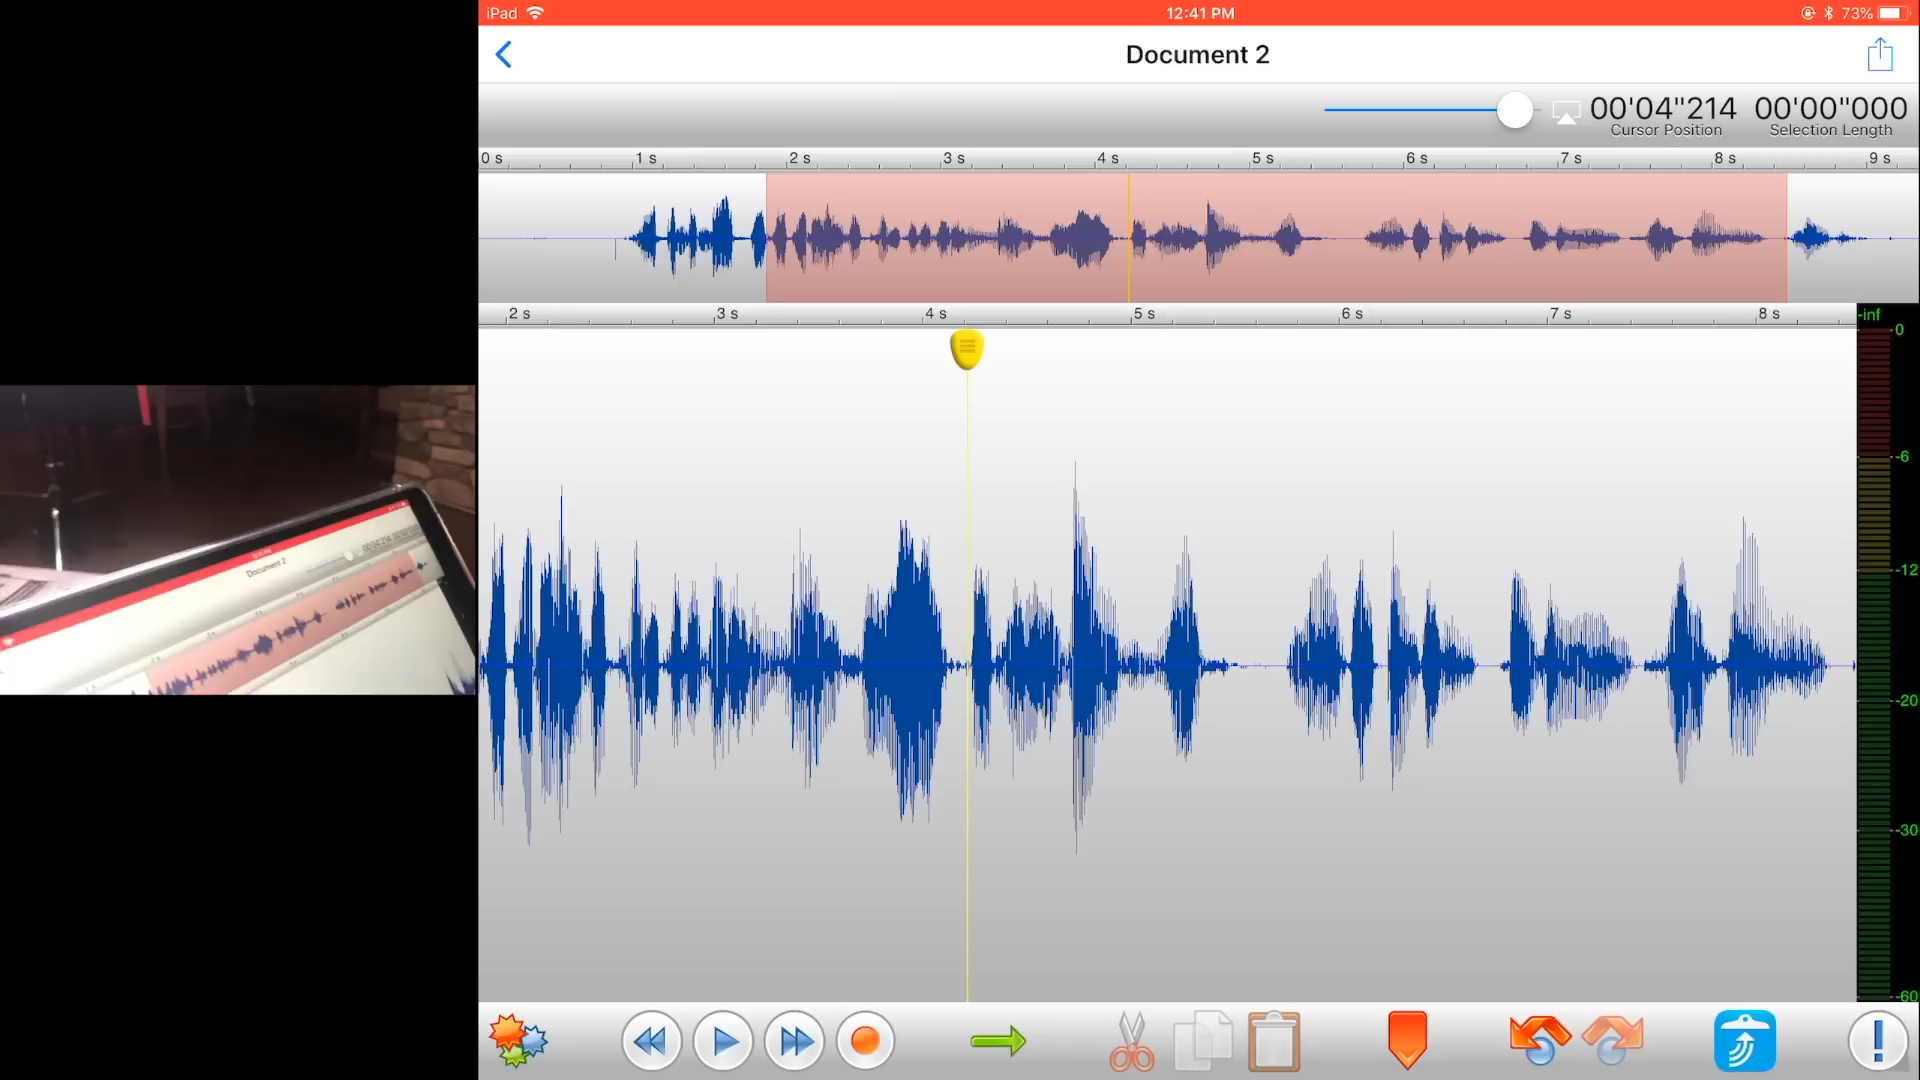 iPad 12:41 PM 73%
Document 2
00'04"214 00'00"000
Cursor Position Selection Length
0 s 1 s 2 s 3 s 4 s 5 s 6 s 7 s 8 s 9 s
2 s 3 s 4 s 5 s 6 s 7 s 8 s
-inf
0
-6
-12
-20
-30
-60
Document 2